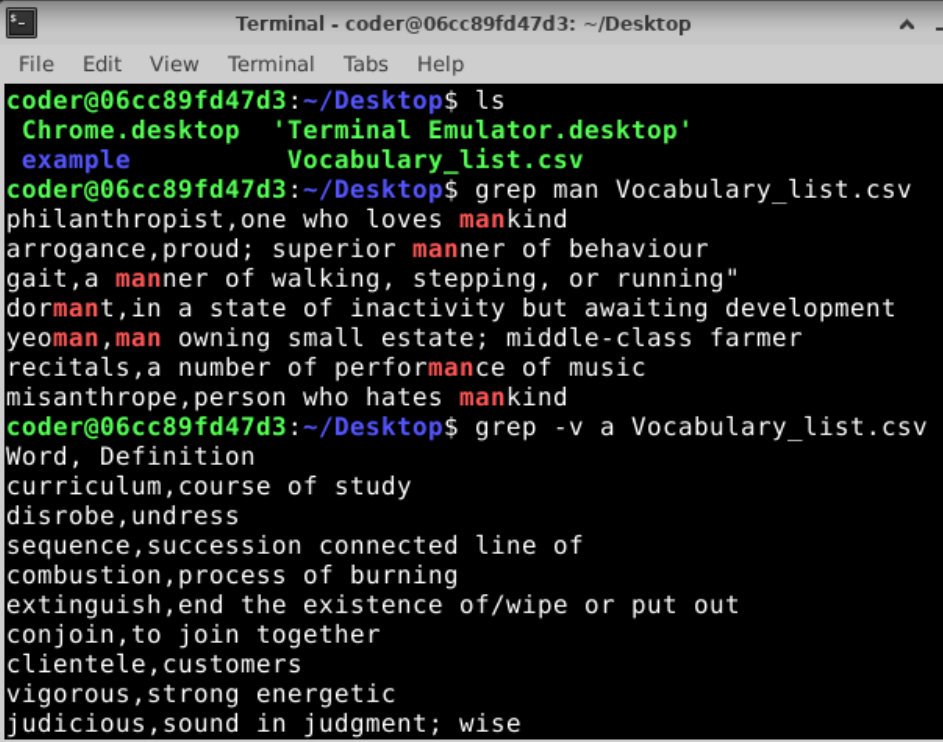 Terminal - coder@06cc89fd47d3: ~/Desktop
File Edit View Terminal Tabs Help
coder@06cc89fd47d3:~/Desktop$ ls
Chrome.desktop 'Terminal Emulator.desktop'
example Vocabulary_list.csv
coder@06cc89fd47d3:~/Desktop$ grep man Vocabulary_list.csv
philanthropist,one who loves mankind
arrogance,proud; superior manner of behaviour
gait,a manner of walking, stepping, or running"
dormant,in a state of inactivity but awaiting development
yeoman,man owning small estate; middle-class farmer
recitals,a number of performance of music
misanthrope,person who hates mankind
coder@06cc89fd47d3:~/Desktop$ grep -v a Vocabulary_list.csv
Word, Definition
curriculum,course of study
disrobe,undress
sequence,succession connected line of
combustion,process of burning
extinguish,end the existence of/wipe or put out
conjoin,to join together
clientele,customers
vigorous,strong energetic
judicious,sound in judgment; wise